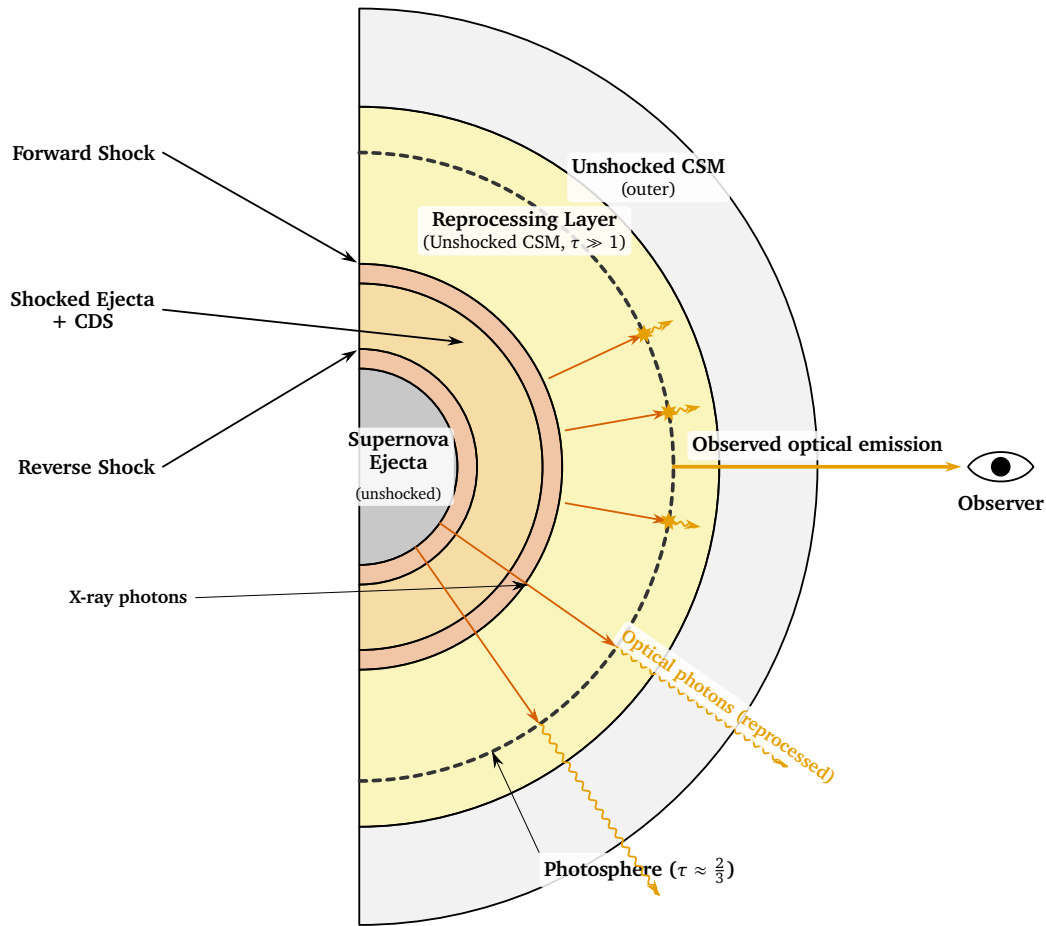 Forward Shock
Unshocked CSM
(outer)
Reprocessing Layer
(Unshocked CSM, τ ≫ 1)
Shocked Ejecta
+ CDS
Supernova
Ejecta
(unshocked)
Observed optical emission
Reverse Shock
Observer
X-ray photons
Optical photons (reprocessed)
Photosphere (τ ≈ 2/3)